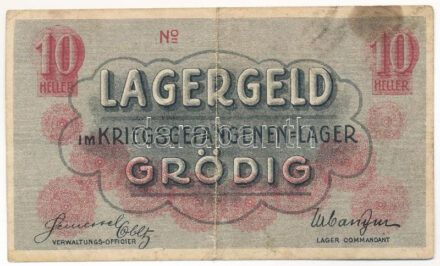 No
10 10
HELLER HELLER
LAGERGELD
IM KRIEGSGEFANGENEN=LAGER
GRÖDIG
VERWALTUNGS-OFFICIER LAGER COMMANDANT